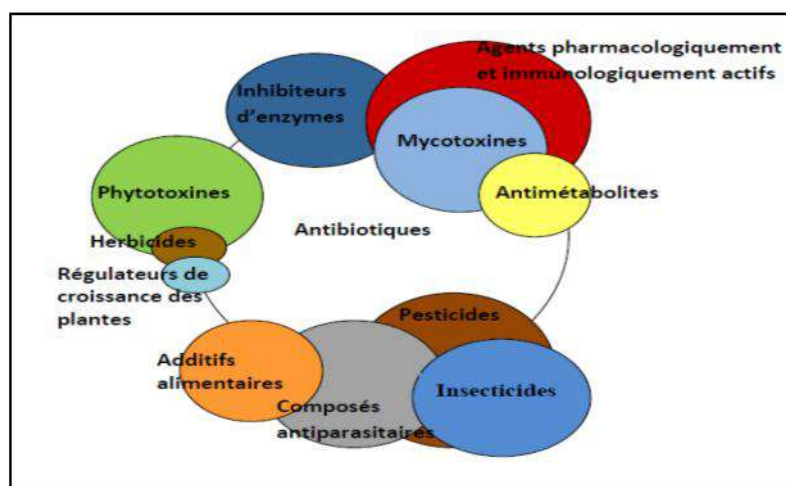 Agents pharmacologiquement
et immunologiquement actifs
Inhibiteurs
d'enzymes
Mycotoxines
Phytotoxines
Antimétabolites
Antibiotiques
Herbicides
Régulateurs de
croissance des
plantes
Pesticides
Additifs
alimentaires
Insecticides
Composés
antiparasitaires